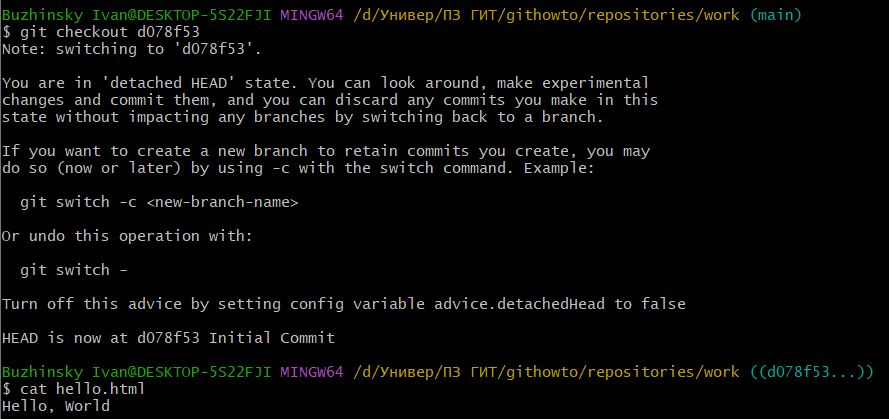 Buzhinsky Ivan@DESKTOP-5S22FJI MINGW64 /d/Универ/ПЗ ГИТ/githowto/repositories/work (main)
$ git checkout d078f53
Note: switching to 'd078f53'.
You are in 'detached HEAD' state. You can look around, make experimental
changes and commit them, and you can discard any commits you make in this
state without impacting any branches by switching back to a branch.
If you want to create a new branch to retain commits you create, you may
do so (now or later) by using -c with the switch command. Example:
git switch -c <new-branch-name>
Or undo this operation with:
git switch -
Turn off this advice by setting config variable advice.detachedHead to false
HEAD is now at d078f53 Initial Commit
Buzhinsky Ivan@DESKTOP-5S22FJI MINGW64 /d/Универ/ПЗ ГИТ/githowto/repositories/work ((d078f53...))
$ cat hello.html
Hello, World